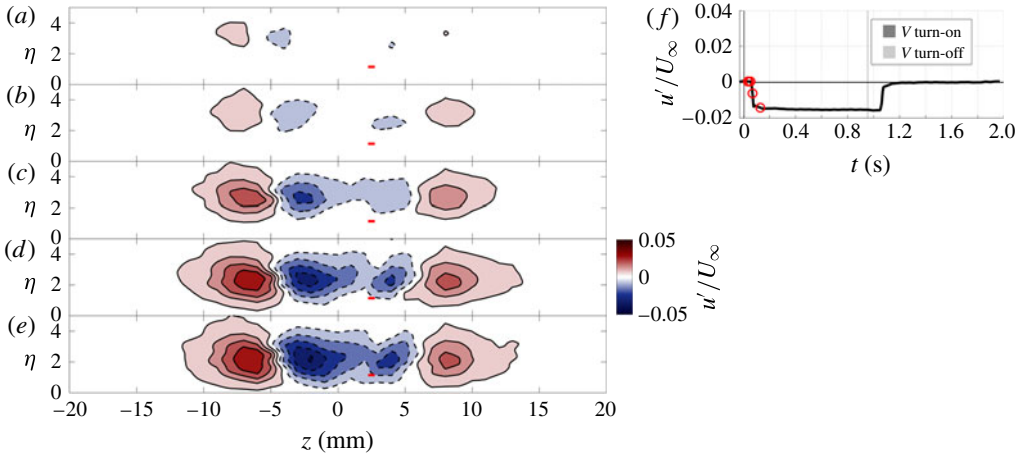 (a)
4
η 2
0
(b)
4
η 2
0
(c)
4
η 2
0
(d)
4
η 2
0
(e)
4
η 2
0
−20 −15 −10 −5 0 5 10 15 20
z (mm)
0.05
0
−0.05
u′/U∞
(f)
0.04
0.02
0
−0.02
u′/U∞
V turn-on
V turn-off
0 0.4 0.8 1.2 1.6 2.0
t (s)